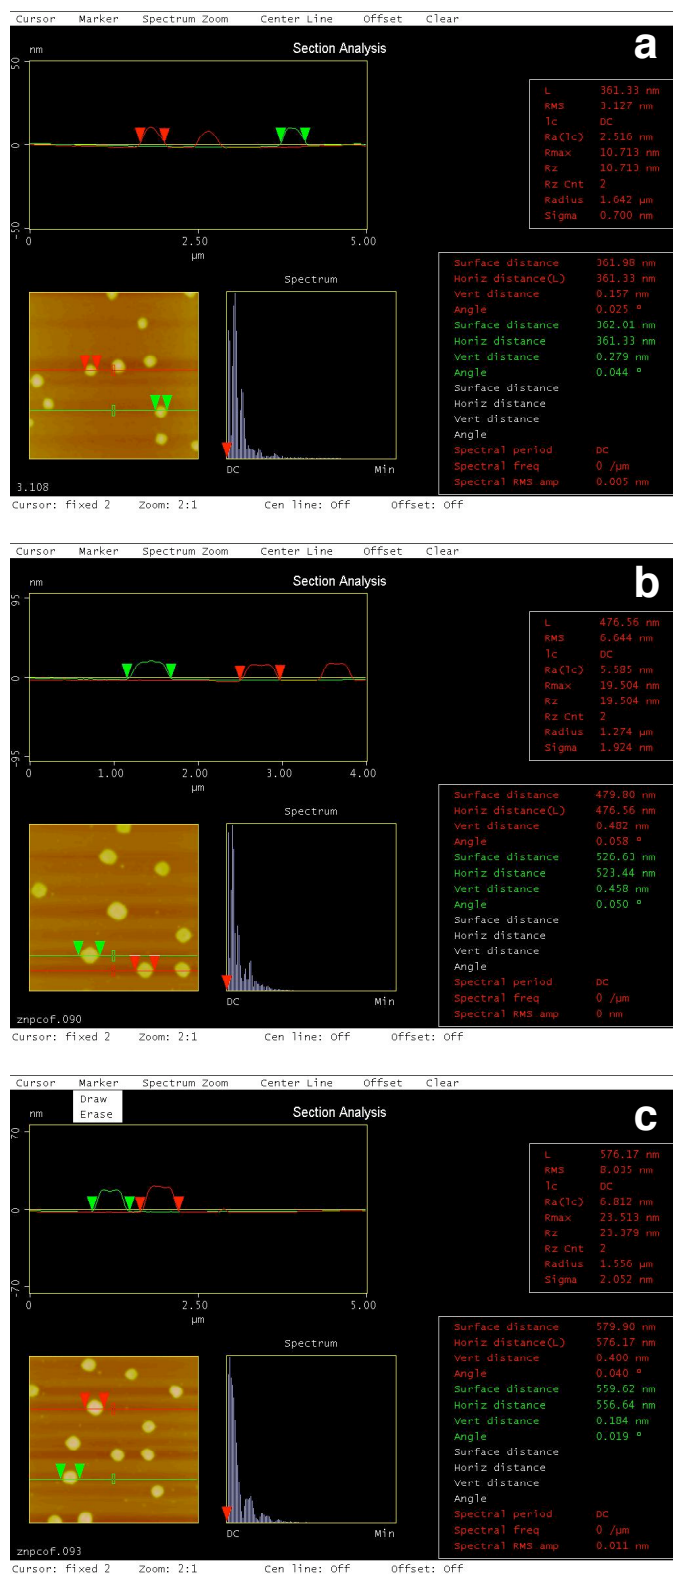 Cursor Marker Spectrum Zoom Center Line Offset Clear
a
Section Analysis
nm
50
0
-50
0 2.50 5.00
µm
L 361.33 nm
RMS 3.127 nm
lc DC
Ra(lc) 2.516 nm
Rmax 10.713 nm
Rz 10.713 nm
Rz Cnt 2
Radius 1.642 µm
Sigma 0.700 nm
Surface distance 361.98 nm
Horiz distance(L) 361.33 nm
Vert distance 0.157 nm
Angle 0.025 °
Surface distance 362.01 nm
Horiz distance 361.33 nm
Vert distance 0.279 nm
Angle 0.044 °
Surface distance
Horiz distance
Vert distance
Angle
Spectral period DC
Spectral freq 0 /µm
Spectral RMS amp 0.005 nm
Spectrum
DC Min
3.108
Cursor: fixed 2 Zoom: 2:1 Cen line: Off Offset: Off
Cursor Marker Spectrum Zoom Center Line Offset Clear
b
Section Analysis
nm
95
0
-95
0 1.00 2.00 3.00 4.00
µm
L 476.56 nm
RMS 6.644 nm
lc DC
Ra(lc) 5.585 nm
Rmax 19.504 nm
Rz 19.504 nm
Rz Cnt 2
Radius 1.274 µm
Sigma 1.924 nm
Surface distance 479.80 nm
Horiz distance(L) 476.56 nm
Vert distance 0.482 nm
Angle 0.058 °
Surface distance 526.63 nm
Horiz distance 523.44 nm
Vert distance 0.458 nm
Angle 0.050 °
Surface distance
Horiz distance
Vert distance
Angle
Spectral period DC
Spectral freq 0 /µm
Spectral RMS amp 0 nm
Spectrum
DC Min
znpcof.090
Cursor: fixed 2 Zoom: 2:1 Cen line: Off Offset: Off
Cursor Marker Spectrum Zoom Center Line Offset Clear
Draw
Erase
c
Section Analysis
nm
70
0
-70
0 2.50 5.00
µm
L 576.17 nm
RMS 8.035 nm
lc DC
Ra(lc) 6.812 nm
Rmax 23.513 nm
Rz 23.379 nm
Rz Cnt 2
Radius 1.556 µm
Sigma 2.052 nm
Surface distance 579.90 nm
Horiz distance(L) 576.17 nm
Vert distance 0.400 nm
Angle 0.040 °
Surface distance 559.62 nm
Horiz distance 556.64 nm
Vert distance 0.184 nm
Angle 0.019 °
Surface distance
Horiz distance
Vert distance
Angle
Spectral period DC
Spectral freq 0 /µm
Spectral RMS amp 0.011 nm
Spectrum
DC Min
znpcof.093
Cursor: fixed 2 Zoom: 2:1 Cen line: Off Offset: Off